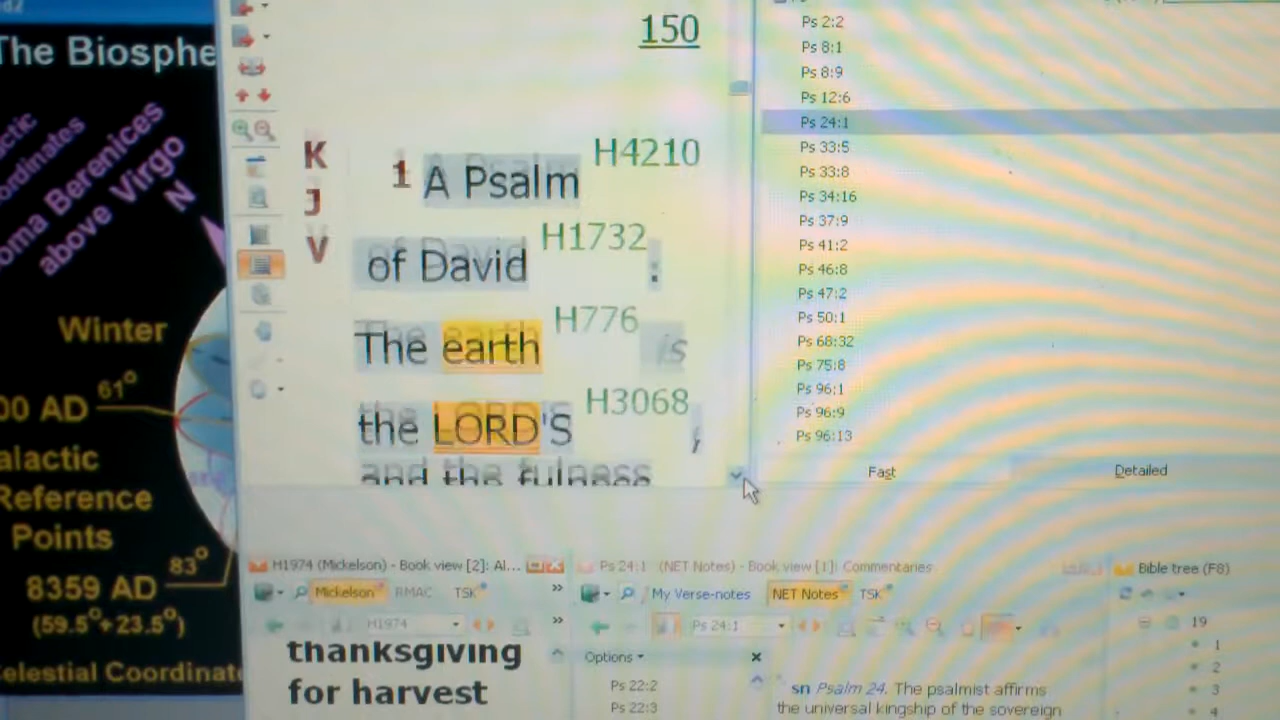 The Biosphe
oma Berenices
above Virgo
N
Winter
61°
00 AD
alactic
Reference
Points
83°
8359 AD
(59.5°+23.5°)
elestial Coordinat
150
K
J
V
1 A Psalm H4210
of David H1732 :
The earth H776 is
the LORD'S H3068 ,
and the fulness
Ps 2:2
Ps 8:1
Ps 8:9
Ps 12:6
Ps 24:1
Ps 33:5
Ps 33:8
Ps 34:16
Ps 37:9
Ps 41:2
Ps 46:8
Ps 47:2
Ps 50:1
Ps 68:32
Ps 75:8
Ps 96:1
Ps 96:9
Ps 96:13
Fast Detailed
H1974 (Mickelson) - Book view [2]: Al...
Mickelson RMAC TSK »
H1974 »
thanksgiving
for harvest
Ps 24:1 (NET Notes) - Book view [1]: Commentaries
My Verse-notes NET Notes TSK
Ps 24:1
Options
Ps 22:2
Ps 22:3
sn Psalm 24. The psalmist affirms
the universal kingship of the sovereign
Bible tree (F8)
19
1
2
3
4